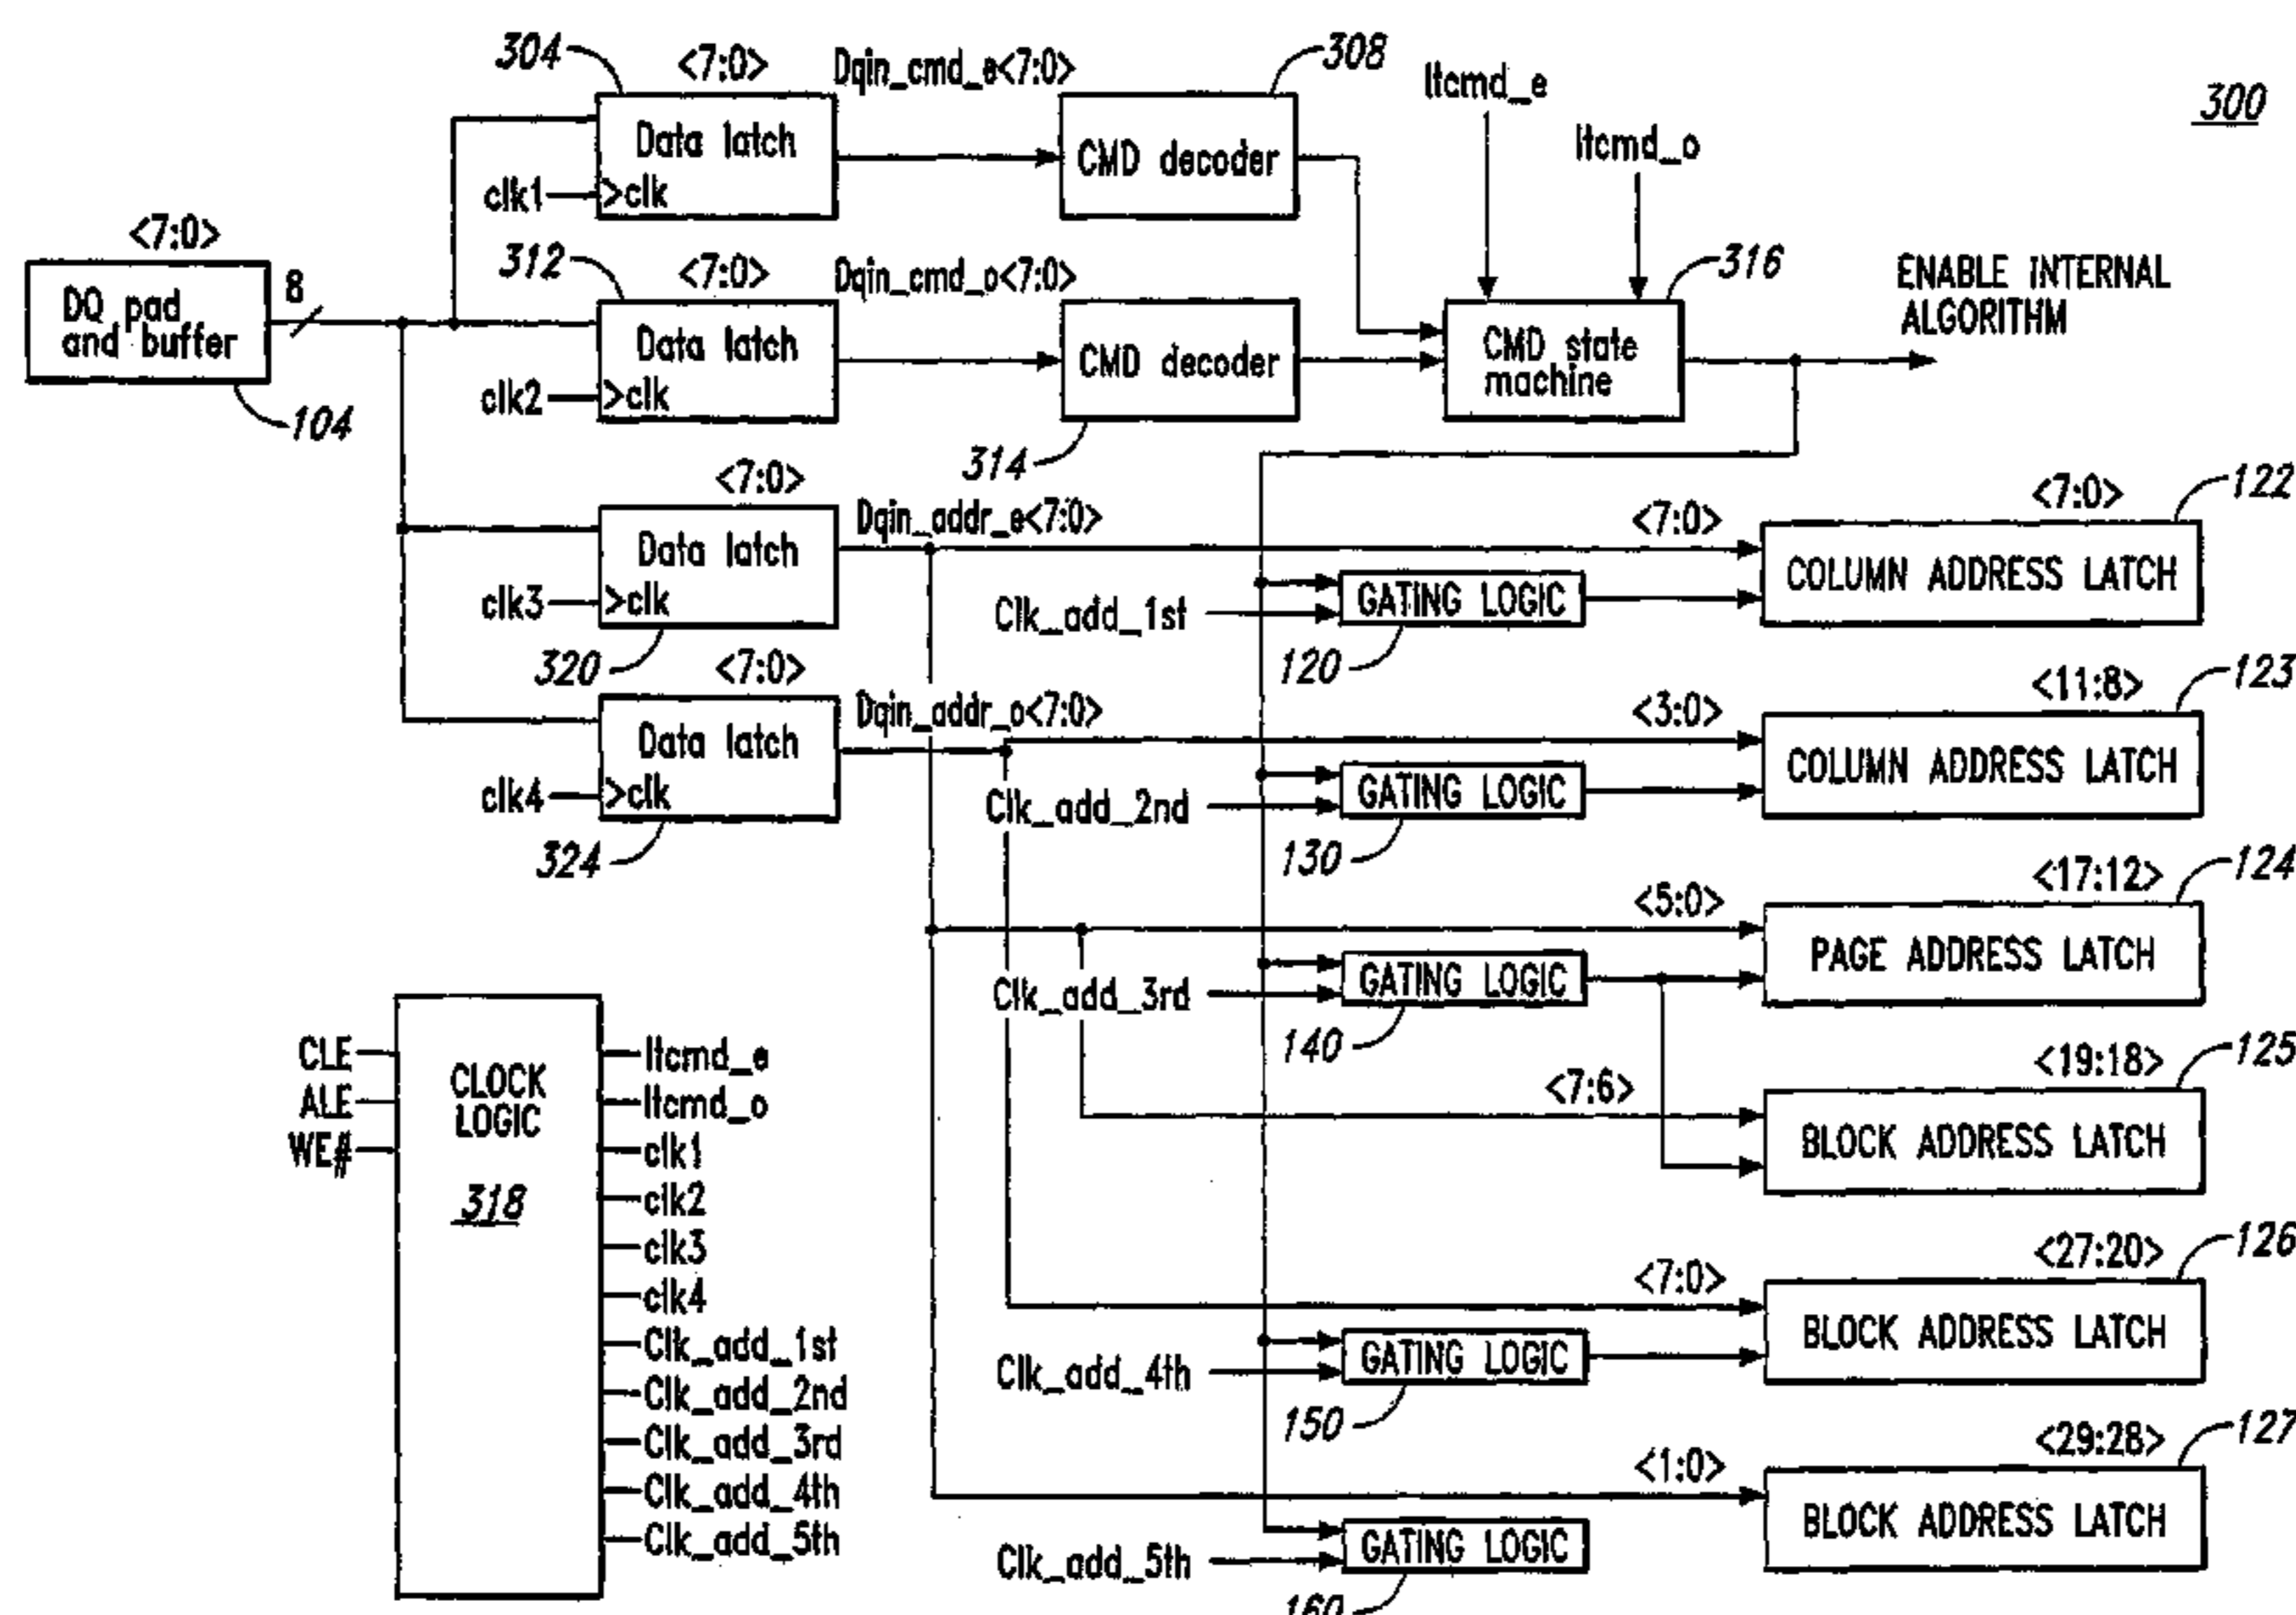 300
304
<7:0>
Dqin_cmd_e<7:0>
308
ltcmd_e
ltcmd_o
Data latch
clk1
>clk
CMD decoder
<7:0>
DQ pad
and buffer
104
8
312
<7:0>
Dqin_cmd_o<7:0>
Data latch
clk2
>clk
CMD decoder
314
316
CMD state
machine
ENABLE INTERNAL
ALGORITHM
<7:0>
Data latch
clk3
>clk
320
Dqin_addr_e<7:0>
<7:0>
<7:0>
122
COLUMN ADDRESS LATCH
Clk_add_1st
GATING LOGIC
120
<7:0>
Data latch
clk4
>clk
324
Dqin_addr_o<7:0>
<3:0>
<11:8>
123
COLUMN ADDRESS LATCH
Clk_add_2nd
GATING LOGIC
130
<5:0>
<17:12>
124
PAGE ADDRESS LATCH
Clk_add_3rd
GATING LOGIC
140
<7:6>
<19:18>
125
BLOCK ADDRESS LATCH
<7:0>
<27:20>
126
BLOCK ADDRESS LATCH
Clk_add_4th
GATING LOGIC
150
<1:0>
<29:28>
127
BLOCK ADDRESS LATCH
Clk_add_5th
GATING LOGIC
160
CLE
ALE
WE#
CLOCK
LOGIC
318
ltcmd_e
ltcmd_o
clk1
clk2
clk3
clk4
Clk_add_1st
Clk_add_2nd
Clk_add_3rd
Clk_add_4th
Clk_add_5th